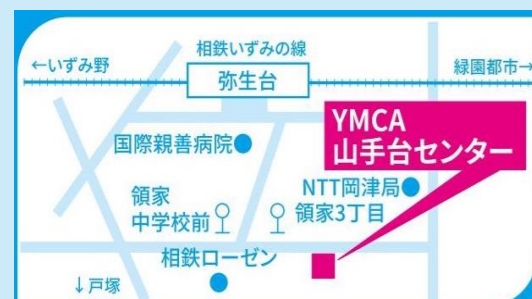 相鉄いずみの線
←いずみ野
弥生台
緑園都市→
YMCA
山手台センター
国際親善病院
NTT岡津局
領家
中学校前
領家3丁目
相鉄ローゼン
↓戸塚